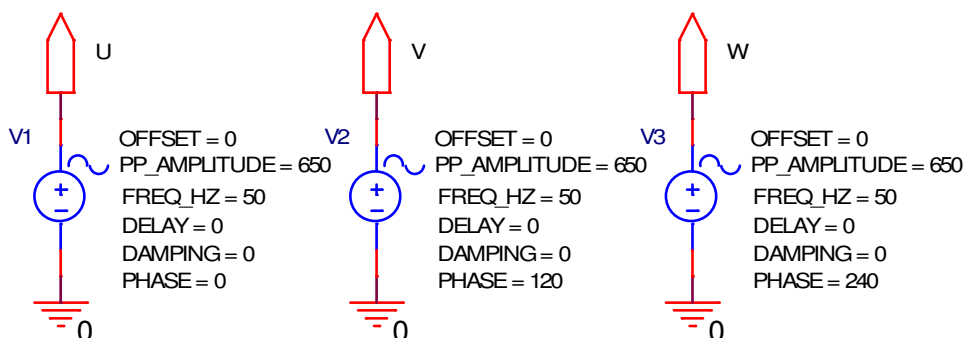 U
V1
OFFSET = 0
PP_AMPLITUDE = 650
FREQ_HZ = 50
DELAY = 0
DAMPING = 0
PHASE = 0
0
V
V2
OFFSET = 0
PP_AMPLITUDE = 650
FREQ_HZ = 50
DELAY = 0
DAMPING = 0
PHASE = 120
0
W
V3
OFFSET = 0
PP_AMPLITUDE = 650
FREQ_HZ = 50
DELAY = 0
DAMPING = 0
PHASE = 240
0